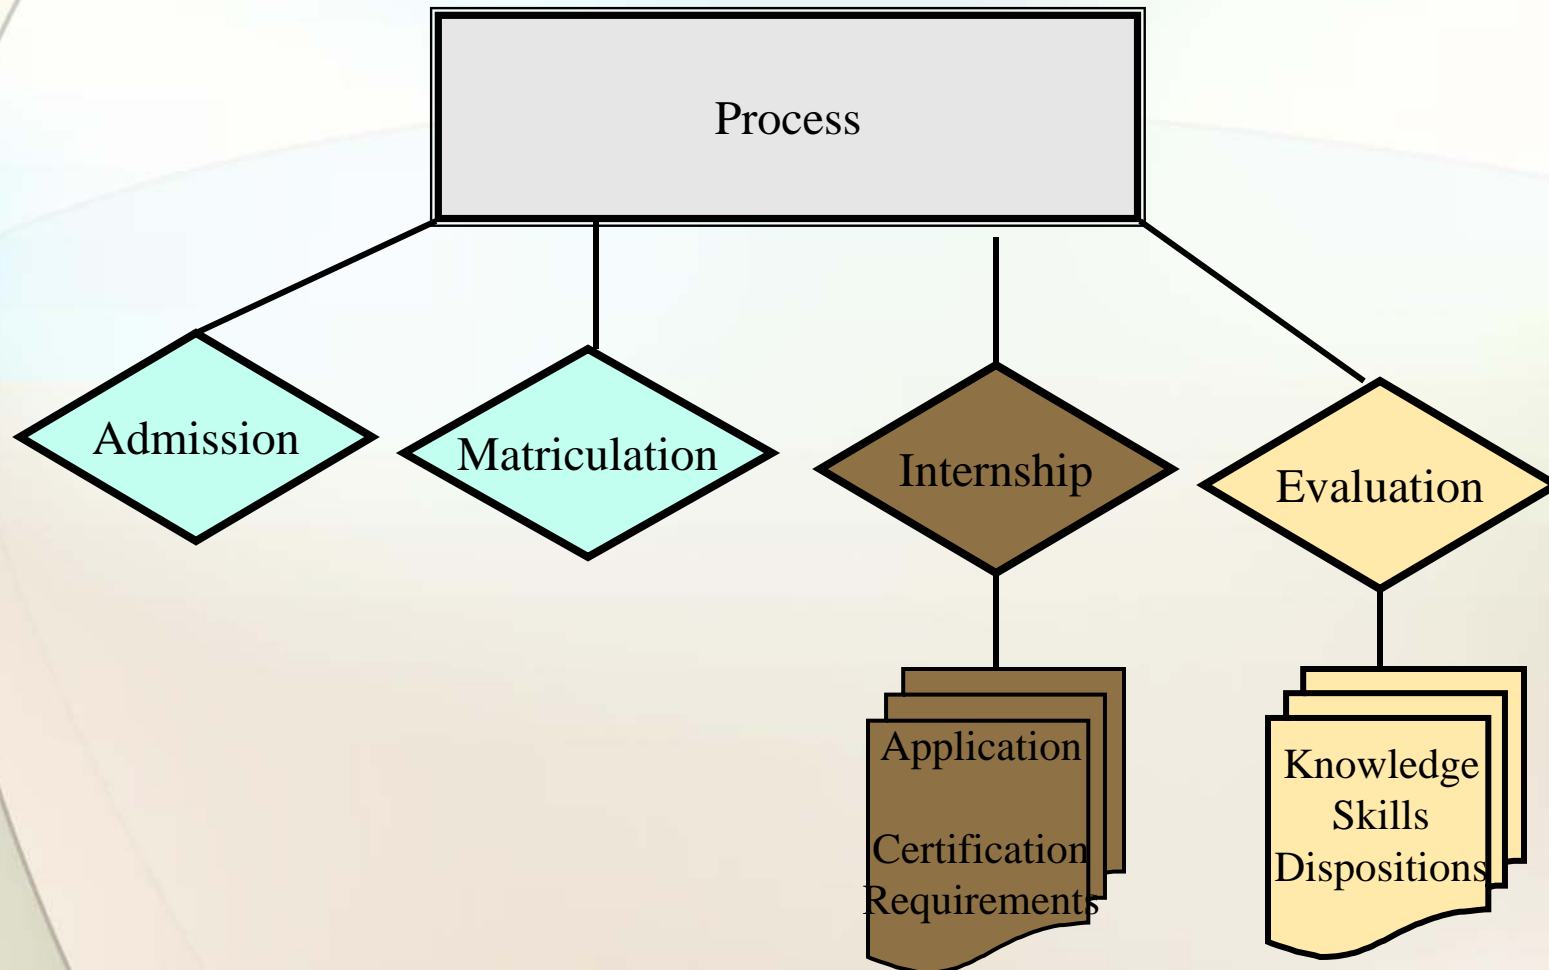 Process
Admission
Matriculation
Internship
Evaluation
Application
Certification
Requirements
Knowledge
Skills
Dispositions